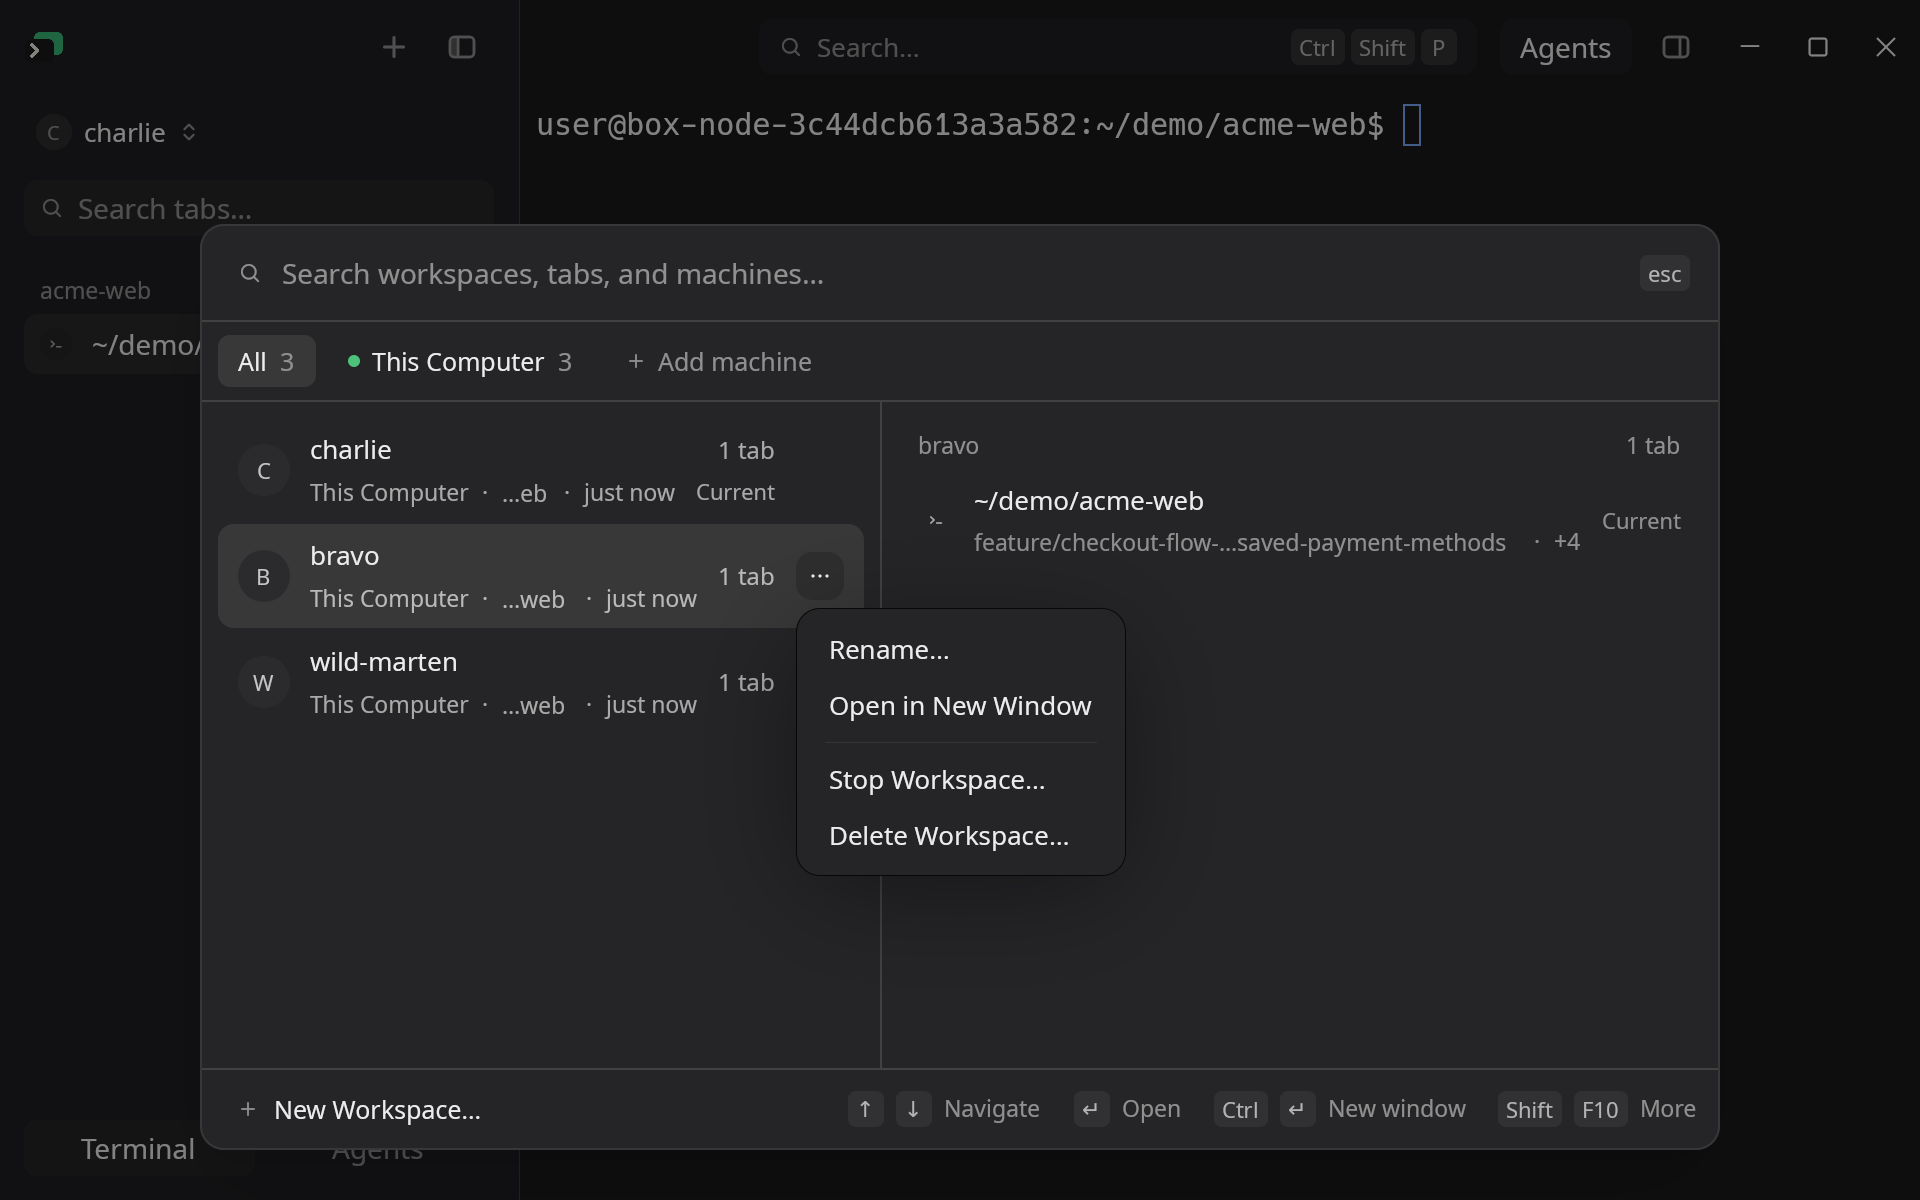 Search...
Ctrl Shift P
Agents
C charlie
user@box-node-3c44dcb613a3a582:~/demo/acme-web$
Search tabs...
acme-web
~/demo/
Search workspaces, tabs, and machines...
esc
All 3
This Computer 3
+ Add machine
C
charlie
1 tab
This Computer · ...eb · just now
Current
B
bravo
This Computer · ...web · just now
1 tab
...
W
wild-marten
This Computer · ...web · just now
1 tab
bravo
1 tab
~/demo/acme-web
feature/checkout-flow-...saved-payment-methods · +4
Current
Rename...
Open in New Window
Stop Workspace...
Delete Workspace...
+ New Workspace...
↑ ↓ Navigate
↵ Open
Ctrl ↵ New window
Shift F10 More
Terminal
Agents